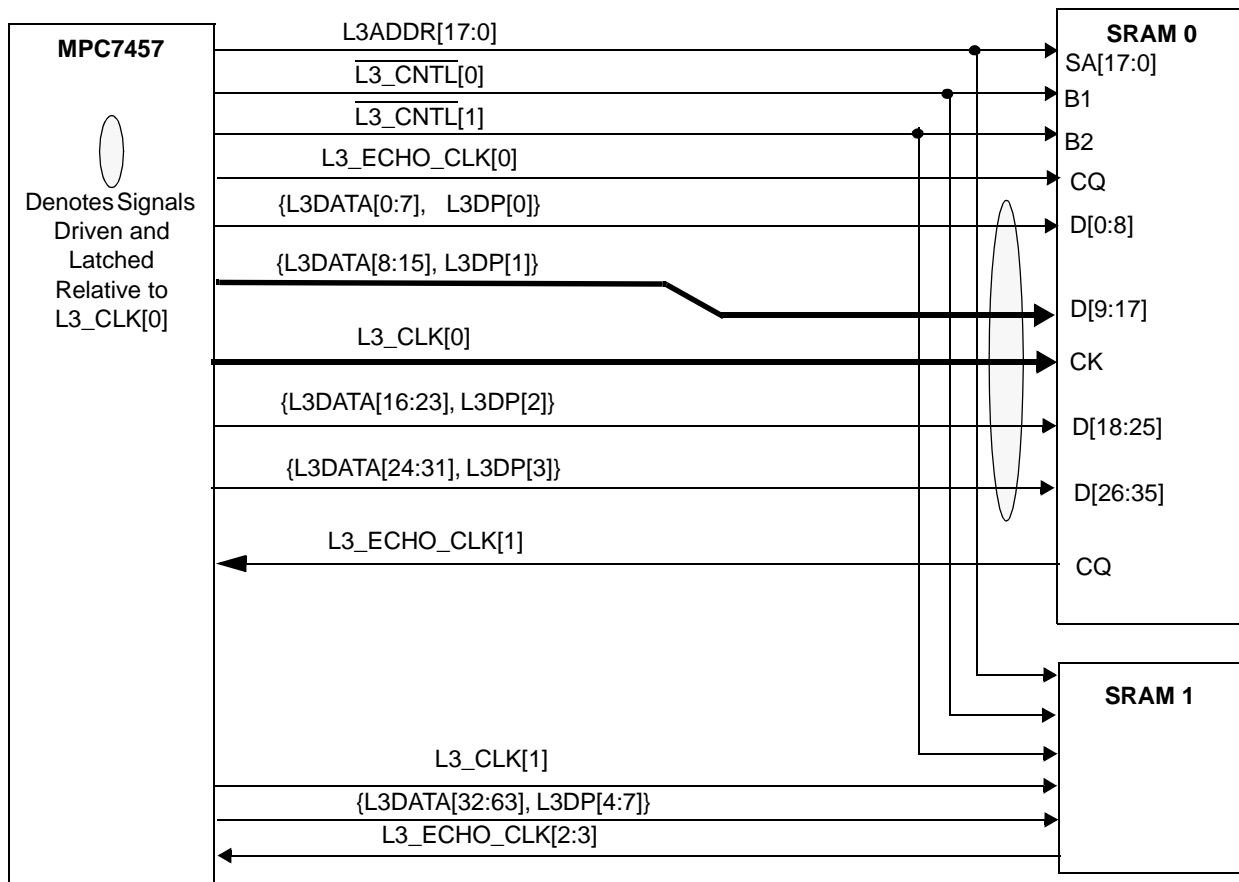 MPC7457
Denotes Signals
Driven and
Latched
Relative to
L3_CLK[0]
L3ADDR[17:0]
L3_CNTL[0]
L3_CNTL[1]
L3_ECHO_CLK[0]
{L3DATA[0:7], L3DP[0]}
{L3DATA[8:15], L3DP[1]}
L3_CLK[0]
{L3DATA[16:23], L3DP[2]}
{L3DATA[24:31], L3DP[3]}
L3_ECHO_CLK[1]
L3_CLK[1]
{L3DATA[32:63], L3DP[4:7]}
L3_ECHO_CLK[2:3]
SRAM 0
SA[17:0]
B1
B2
CQ
D[0:8]
D[9:17]
CK
D[18:25]
D[26:35]
CQ
SRAM 1